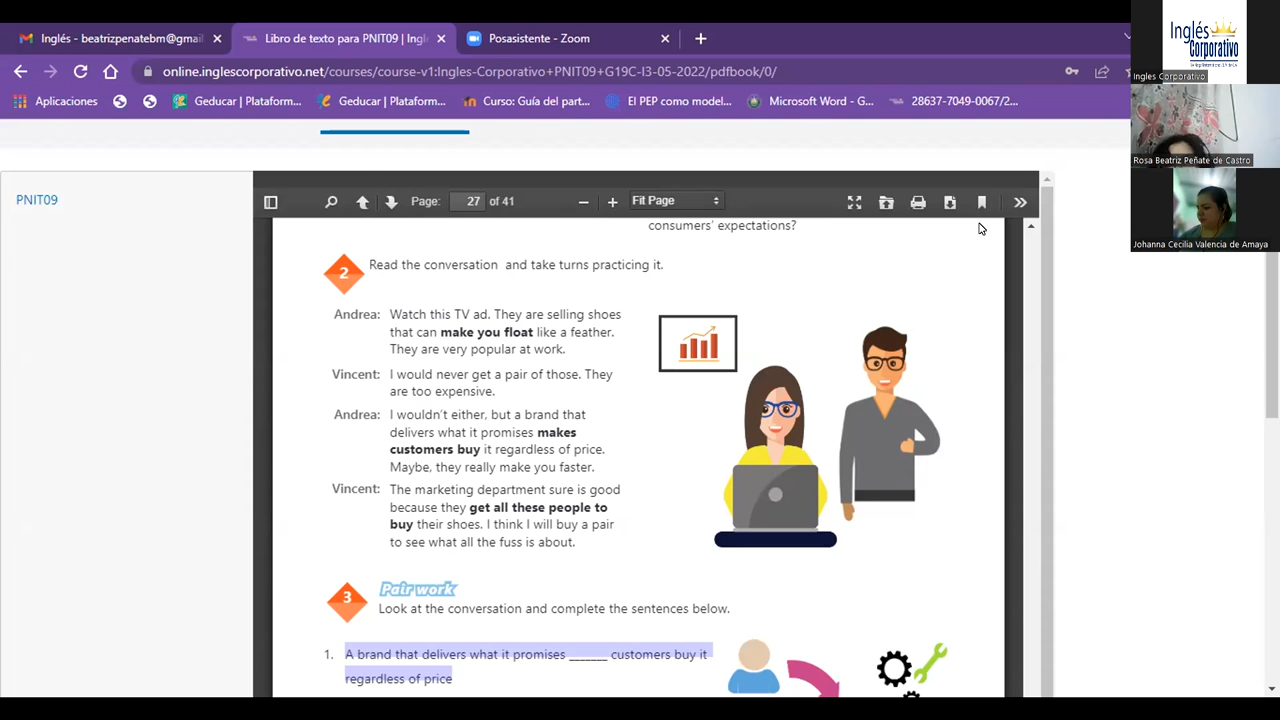 Inglés - beatrizpenatebm@gmai
Libro de texto para PNIT09 | Ingl
Posasistente - Zoom
online.inglescorporativo.net/courses/course-v1:Ingles-Corporativo+PNIT09+G19C-I3-05-2022/pdfbook/0/
Aplicaciones
Geducar | Plataform...
Geducar | Plataform...
Curso: Guía del part...
El PEP como model...
Microsoft Word - G...
28637-7049-0067/2...
Inglés
Corporativo
Ingles Corporativo
Rosa Beatriz Peñate de Castro
Johanna Cecilia Valencia de Amaya
PNIT09
Page: 27 of 41
Fit Page
consumers' expectations?
2 Read the conversation and take turns practicing it.
Andrea: Watch this TV ad. They are selling shoes
that can make you float like a feather.
They are very popular at work.
Vincent: I would never get a pair of those. They
are too expensive.
Andrea: I wouldn't either, but a brand that
delivers what it promises makes
customers buy it regardless of price.
Maybe, they really make you faster.
Vincent: The marketing department sure is good
because they get all these people to
buy their shoes. I think I will buy a pair
to see what all the fuss is about.
3 Pair work
Look at the conversation and complete the sentences below.
1. A brand that delivers what it promises _______ customers buy it
regardless of price